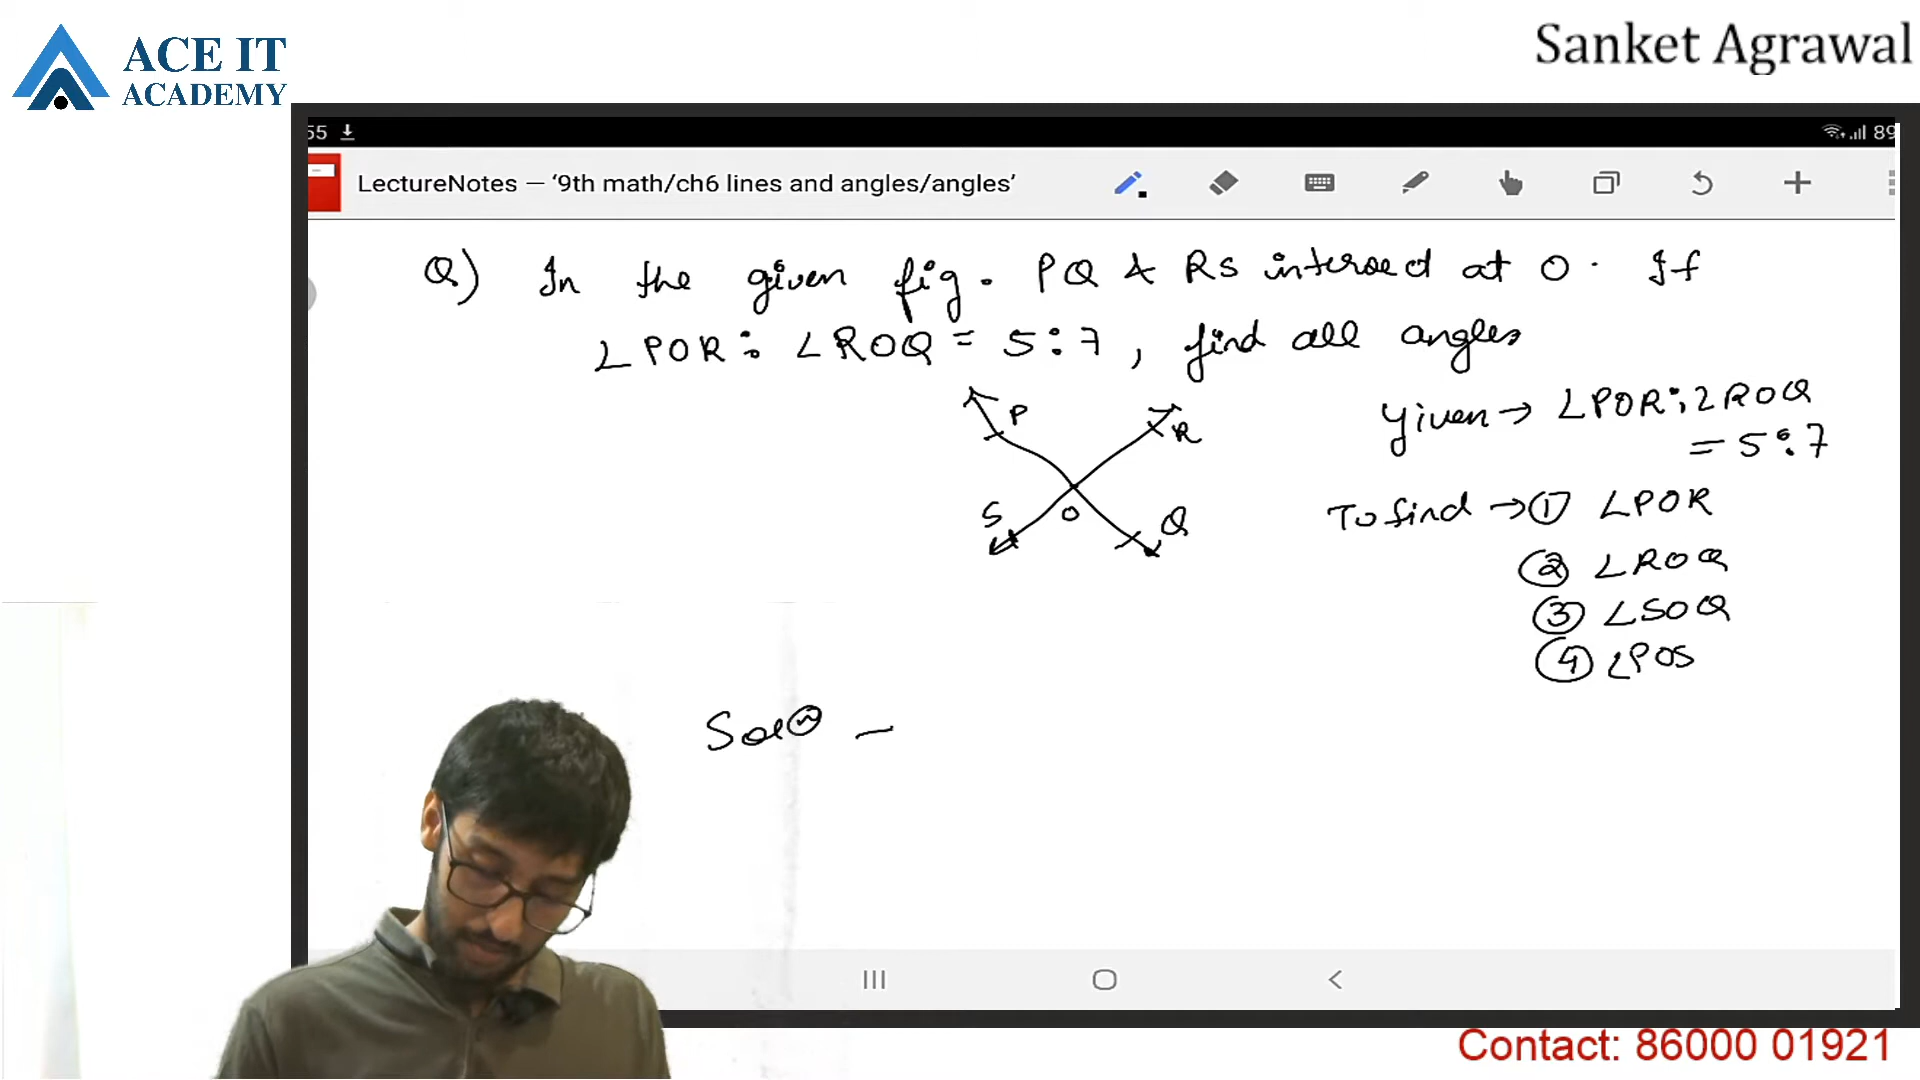 ACE IT
ACADEMY
Sanket Agrawal
55
89
LectureNotes — ‘9th math/ch6 lines and angles/angles’
Q) In the given fig. PQ & RS intersect at O. If
∠POR : ∠ROQ = 5:7, find all angles
P
R
S
O
Q
Given → ∠POR : ∠ROQ
= 5:7
To find → ① ∠POR
② ∠ROQ
③ ∠SOQ
④ ∠POS
Solⓝ —
Contact: 86000 01921